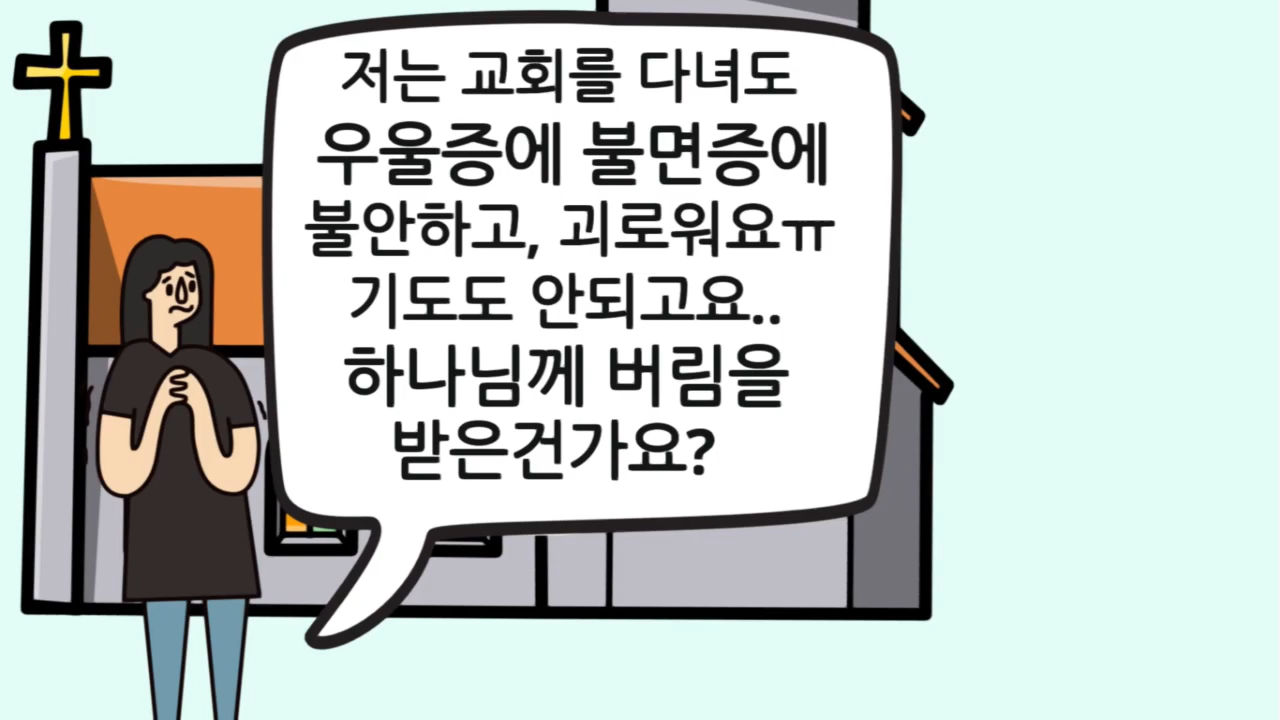 저는 교회를 다녀도
우울증에 불면증에
불안하고, 괴로워요ㅠ
기도도 안되고요..
하나님께 버림을
받은건가요?